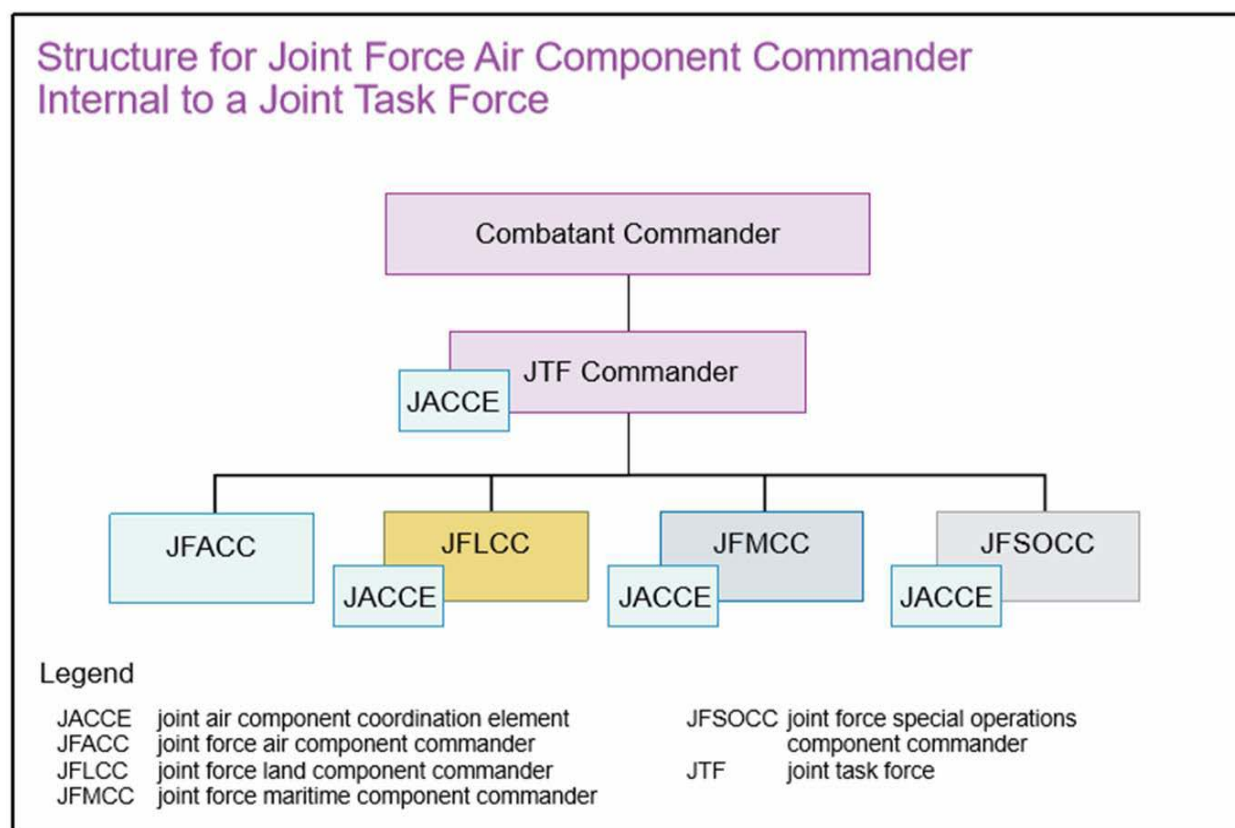 Structure for Joint Force Air Component Commander
Internal to a Joint Task Force
Combatant Commander
JTF Commander
JACCE
JFACC
JFLCC
JFMCC
JFSOCC
JACCE
JACCE
JACCE
Legend
JACCE joint air component coordination element
JFACC joint force air component commander
JFLCC joint force land component commander
JFMCC joint force maritime component commander
JFSOCC joint force special operations
component commander
JTF joint task force